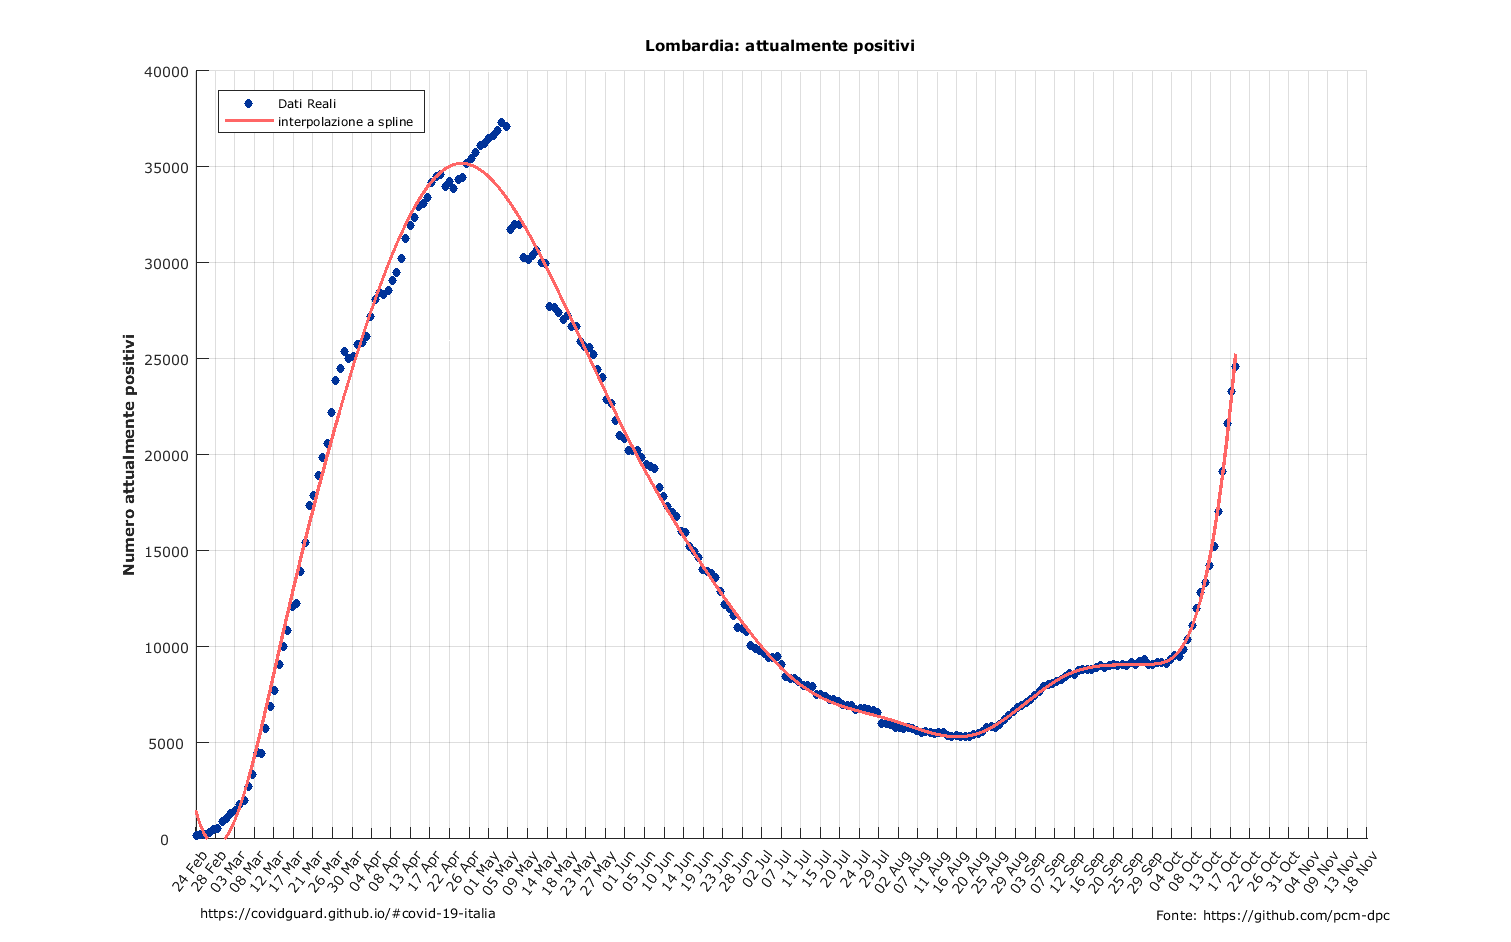 Lombardia: attualmente positivi
40000
35000
30000
25000
20000
15000
10000
5000
0
Dati Reali
interpolazione a spline
Numero attualmente positivi
24 Feb
28 Feb
03 Mar
08 Mar
12 Mar
17 Mar
21 Mar
26 Mar
30 Mar
04 Apr
08 Apr
13 Apr
17 Apr
22 Apr
26 Apr
01 May
05 May
09 May
14 May
18 May
23 May
27 May
01 Jun
05 Jun
10 Jun
14 Jun
19 Jun
23 Jun
28 Jun
02 Jul
07 Jul
11 Jul
15 Jul
20 Jul
24 Jul
29 Jul
02 Aug
07 Aug
11 Aug
16 Aug
20 Aug
25 Aug
29 Aug
03 Sep
07 Sep
12 Sep
16 Sep
20 Sep
25 Sep
29 Sep
04 Oct
08 Oct
13 Oct
17 Oct
22 Oct
26 Oct
31 Oct
04 Nov
09 Nov
13 Nov
18 Nov
https://covidguard.github.io/#covid-19-italia
Fonte: https://github.com/pcm-dpc